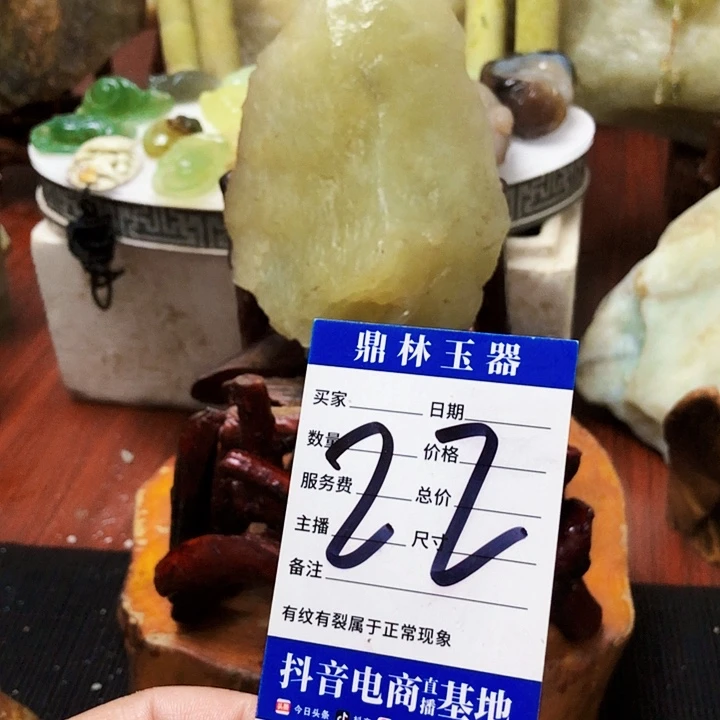 鼎林玉器
买家 日期
数量 价格
22
服务费 总价
主播 尺寸
备注
有纹有裂属于正常现象
抖音电商直播基地
今日头条 抖音